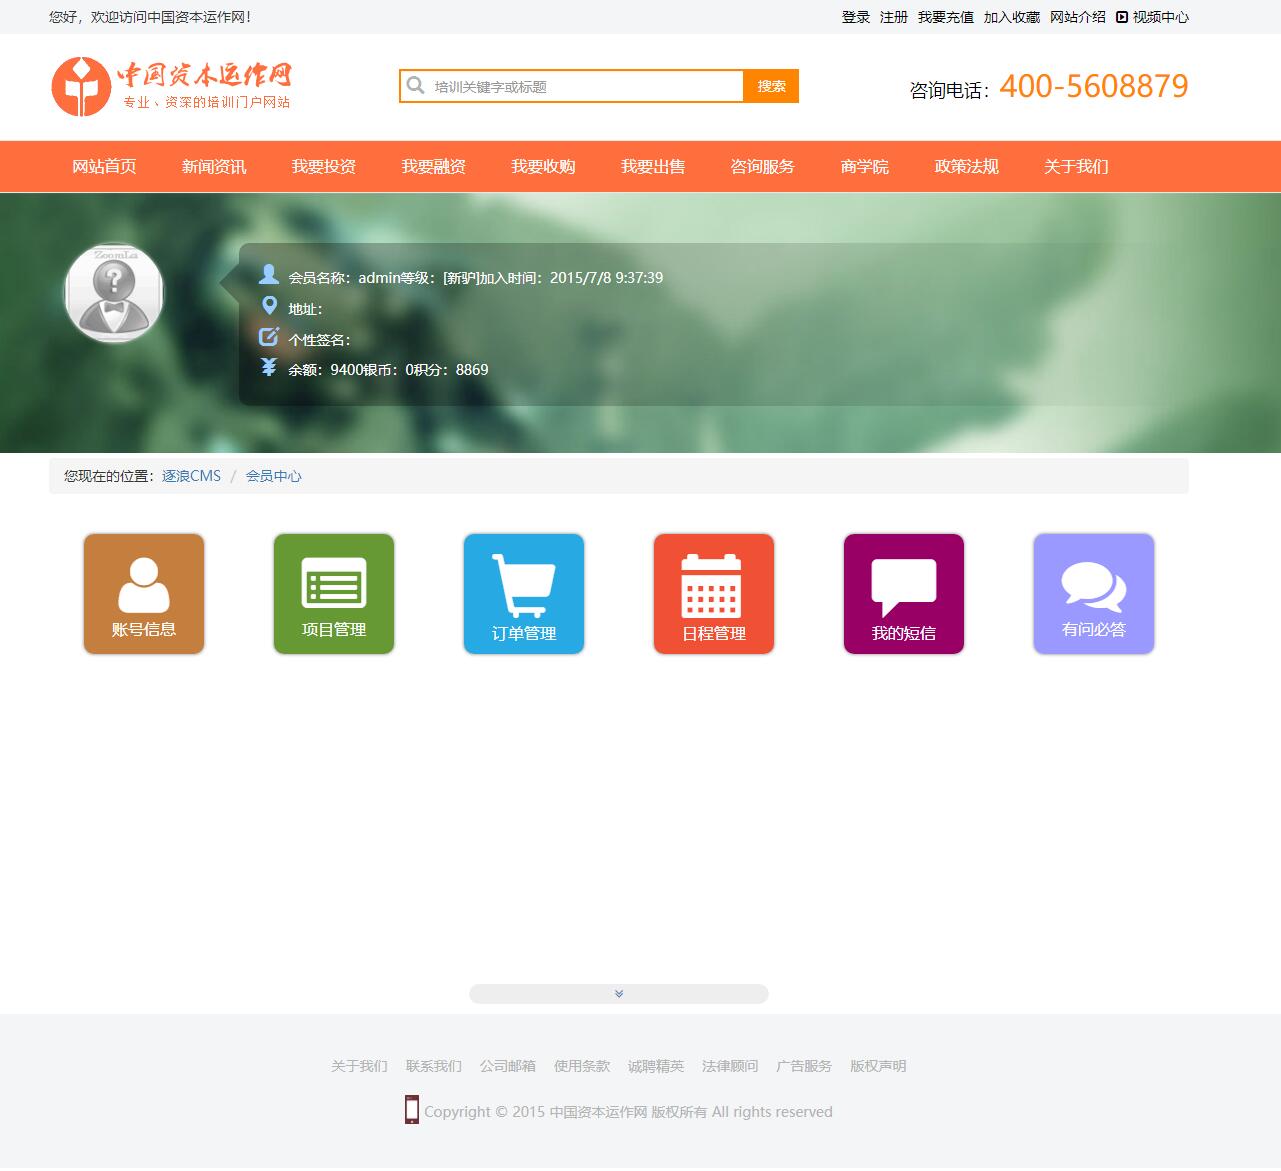 您好，欢迎访问中国资本运作网！
登录 注册 我要充值 加入收藏 网站介绍 视频中心
中国资本运作网
专业、资深的培训门户网站
培训关键字或标题
搜索
咨询电话：400-5608879
网站首页 新闻资讯 我要投资 我要融资 我要收购 我要出售 咨询服务 商学院 政策法规 关于我们
ZoomLa
会员名称：admin等级：[新驴]加入时间：2015/7/8 9:37:39
地址：
个性签名：
余额：9400银币：0积分：8869
您现在的位置：逐浪CMS / 会员中心
账号信息 项目管理 订单管理 日程管理 我的短信 有问必答
关于我们 联系我们 公司邮箱 使用条款 诚聘精英 法律顾问 广告服务 版权声明
Copyright © 2015 中国资本运作网 版权所有 All rights reserved